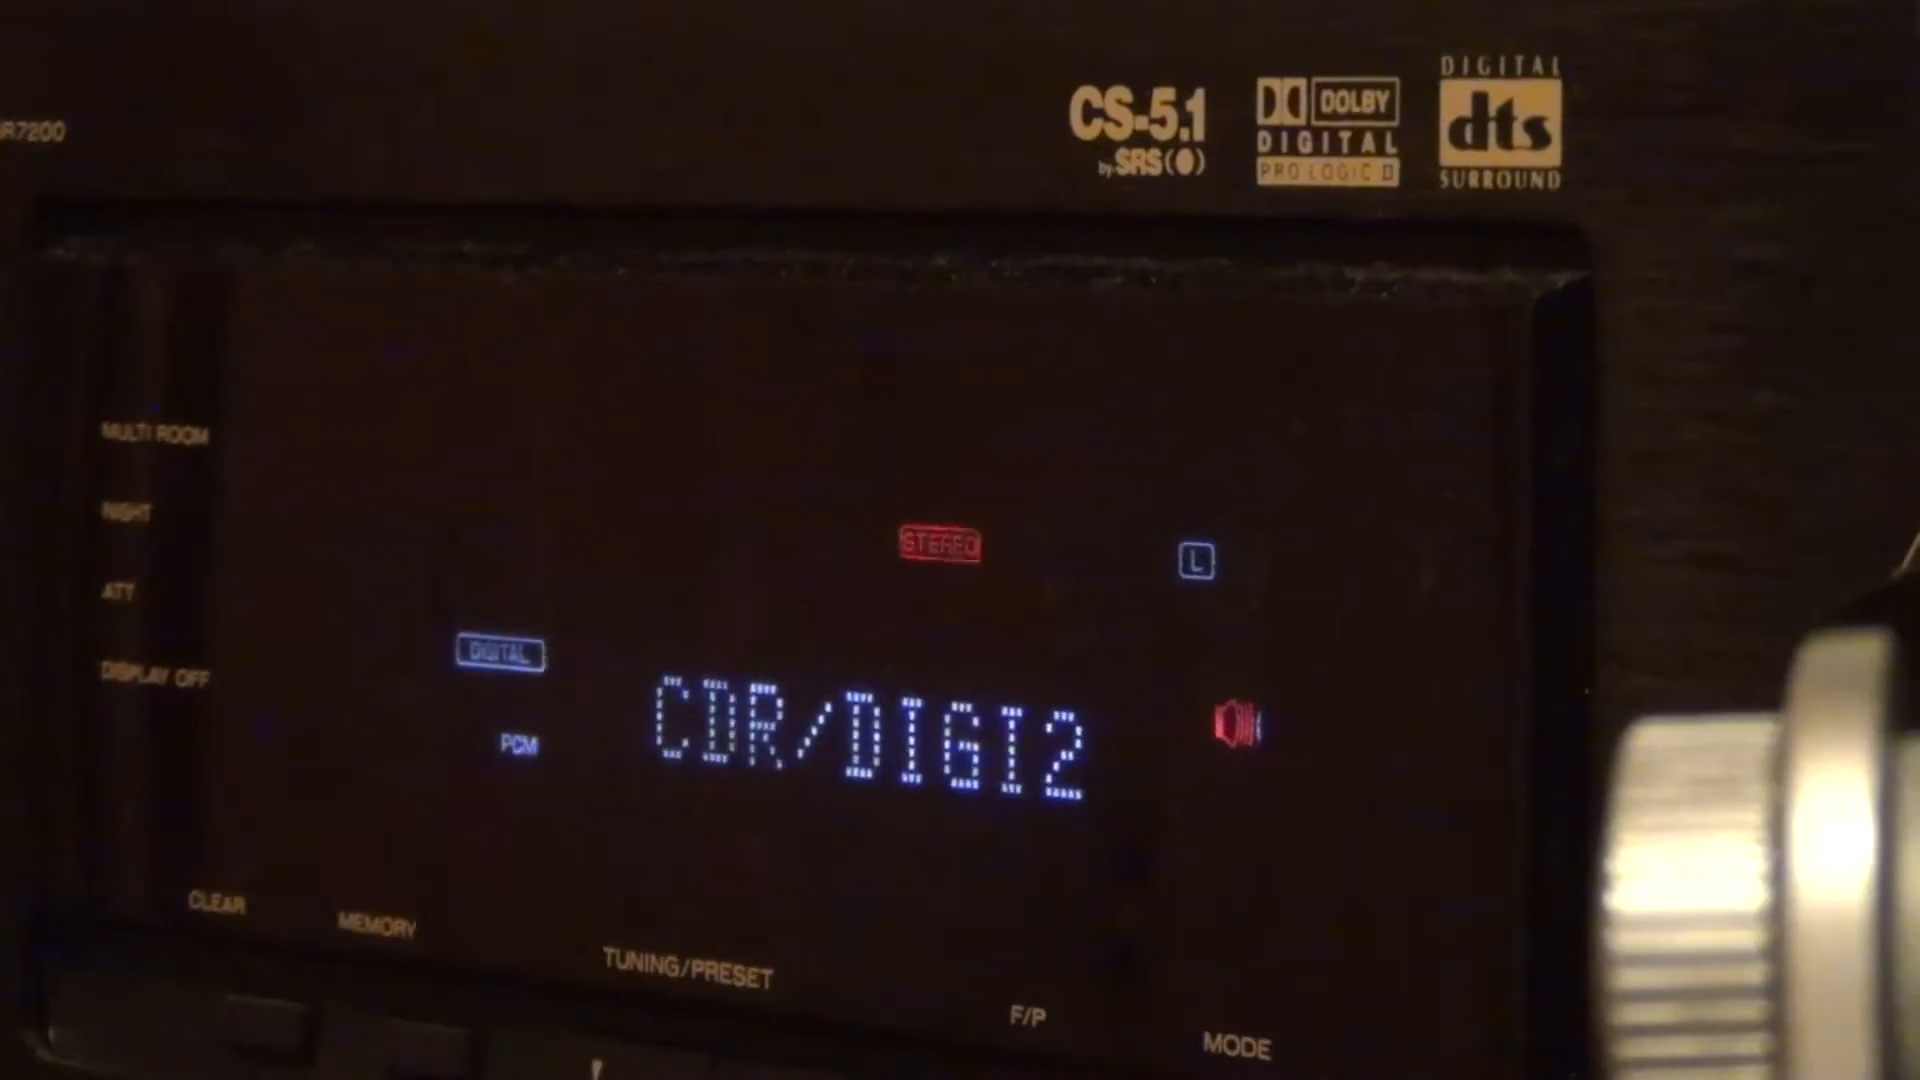 R7200
CS-5.1
by SRS
DOLBY
DIGITAL
PRO LOGIC II
DIGITAL
dts
SURROUND
MULTI ROOM
NIGHT
ATT
DISPLAY OFF
STEREO
L
DIGITAL
PCM
CDR/DIGI2
CLEAR
MEMORY
TUNING/PRESET
F/P
MODE